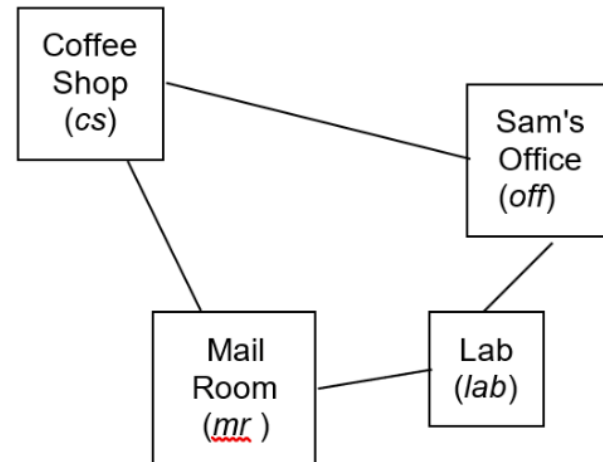 Coffee
Shop
(cs)
Sam's
Office
(off)
Mail
Room
(mr )
Lab
(lab)